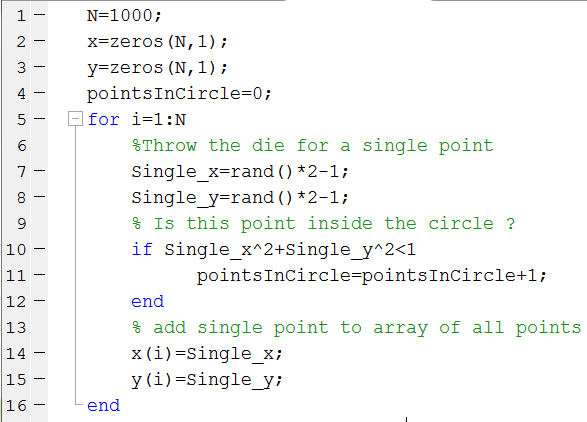 1 – N=1000;
2 – x=zeros(N,1);
3 – y=zeros(N,1);
4 – pointsInCircle=0;
5 – for i=1:N
6 %Throw the die for a single point
7 – Single_x=rand()*2-1;
8 – Single_y=rand()*2-1;
9 % Is this point inside the circle ?
10 – if Single_x^2+Single_y^2<1
11 – pointsInCircle=pointsInCircle+1;
12 – end
13 % add single point to array of all points
14 – x(i)=Single_x;
15 – y(i)=Single_y;
16 – end